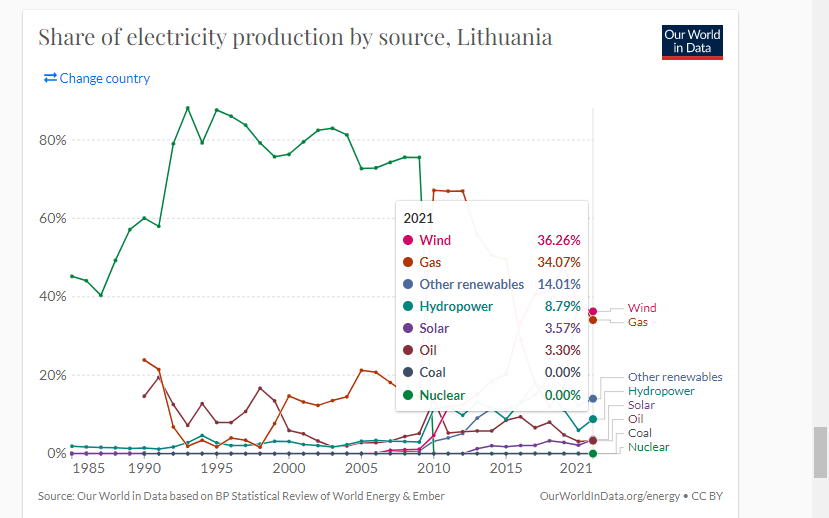 Share of electricity production by source, Lithuania
Our World
in Data
⇄ Change country
80%
60%
40%
20%
0%
2021
Wind 36.26%
Gas 34.07%
Other renewables 14.01%
Hydropower 8.79%
Solar 3.57%
Oil 3.30%
Coal 0.00%
Nuclear 0.00%
Wind
Gas
Other renewables
Hydropower
Solar
Oil
Coal
Nuclear
1985 1990 1995 2000 2005 2010 2015 2021
Source: Our World in Data based on BP Statistical Review of World Energy & Ember
OurWorldInData.org/energy • CC BY